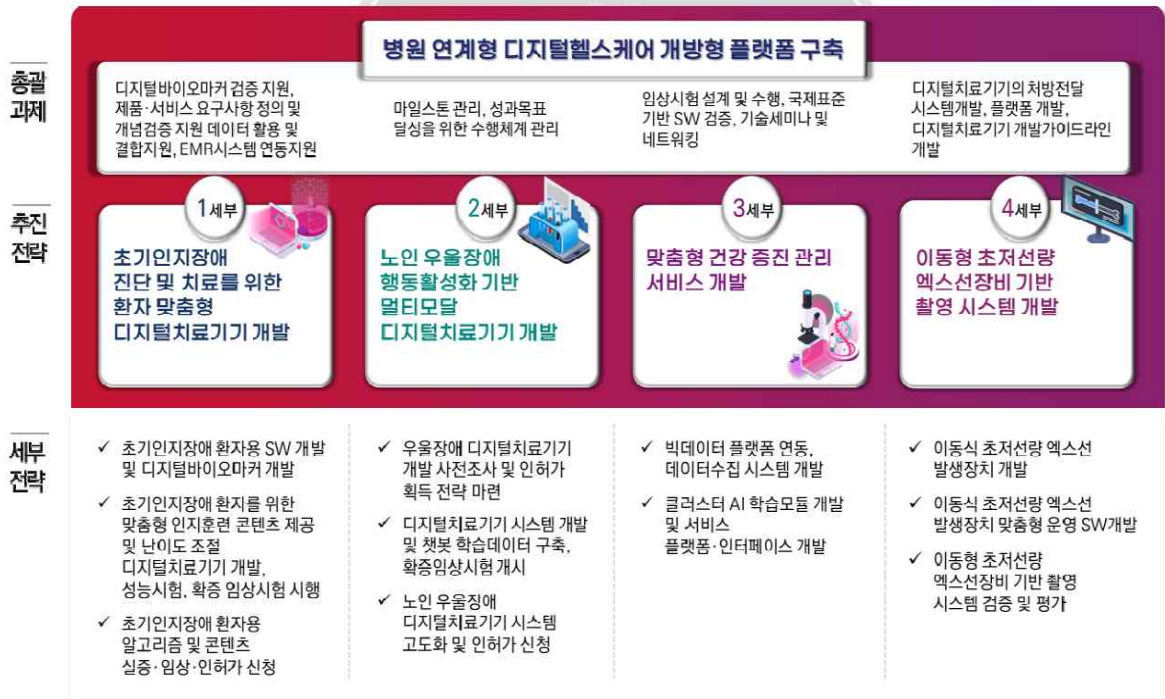 병원 연계형 디지털헬스케어 개방형 플랫폼 구축
총괄
과제
디지털바이오마커 검증 지원,
제품·서비스 요구사항 정의 및
개념검증 지원 데이터 활용 및
결합지원, EMR시스템 연동지원
마일스톤 관리, 성과목표
달성을 위한 수행체계 관리
임상시험 설계 및 수행, 국제표준
기반 SW 검증, 기술세미나 및
네트워킹
디지털치료기기의 처방전달
시스템개발, 플랫폼 개발,
디지털치료기기 개발가이드라인
개발
추진
전략
1세부
초기인지장애
진단 및 치료를 위한
환자 맞춤형
디지털치료기기 개발
2세부
노인 우울장애
행동활성화 기반
멀티모달
디지털치료기기 개발
3세부
맞춤형 건강 증진 관리
서비스 개발
4세부
이동형 초저선량
엑스선장비 기반
촬영 시스템 개발
세부
전략
✓ 초기인지장애 환자용 SW 개발
및 디지털바이오마커 개발
✓ 초기인지장애 환자를 위한
맞춤형 인지훈련 콘텐츠 제공
및 난이도 조절
디지털치료기기 개발,
성능시험, 확증 임상시험 시행
✓ 초기인지장애 환자용
알고리즘 및 콘텐츠
실증·임상·인허가 신청
✓ 우울장애 디지털치료기기
개발 사전조사 및 인허가
획득 전략 마련
✓ 디지털치료기기 시스템 개발
및 챗봇 학습데이터 구축,
확증임상시험 개시
✓ 노인 우울장애
디지털치료기기 시스템
고도화 및 인허가 신청
✓ 빅데이터 플랫폼 연동,
데이터수집 시스템 개발
✓ 클러스터 AI 학습모듈 개발
및 서비스
플랫폼·인터페이스 개발
✓ 이동식 초저선량 엑스선
발생장치 개발
✓ 이동식 초저선량 엑스선
발생장치 맞춤형 운영 SW개발
✓ 이동형 초저선량
엑스선장비 기반 촬영
시스템 검증 및 평가